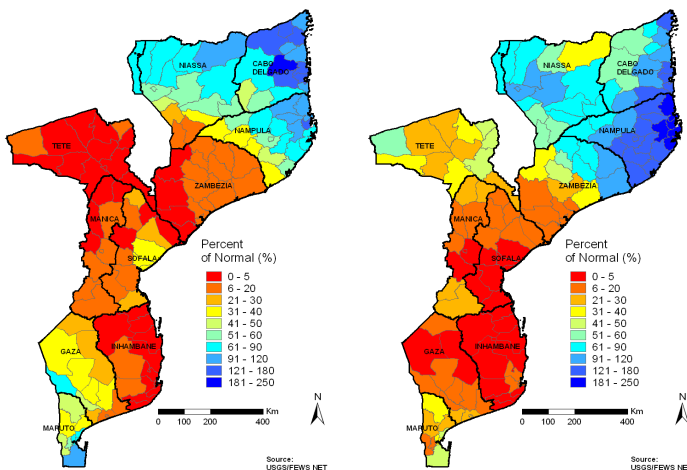 NIASSA
CABO
DELGADO
NAMPULA
TETE
ZAMBEZIA
MANICA
SOFALA
Percent
of Normal (%)
0 - 5
6 - 20
21 - 30
31 - 40
41 - 50
51 - 60
61 - 90
91 - 120
121 - 180
181 - 250
GAZA
INHAMBANE
MAPUTO
0 100 200 400 Km
N
Source:
USGS/FEWS NET
NIASSA
CABO
DELGADO
NAMPULA
TETE
ZAMBEZIA
MANICA
SOFALA
Percent
of Normal (%)
0 - 5
6 - 20
21 - 30
31 - 40
41 - 50
51 - 60
61 - 90
91 - 120
121 - 180
181 - 250
GAZA
INHAMBANE
MAPUTO
0 100 200 400 Km
N
Source:
USGS/FEWS NE